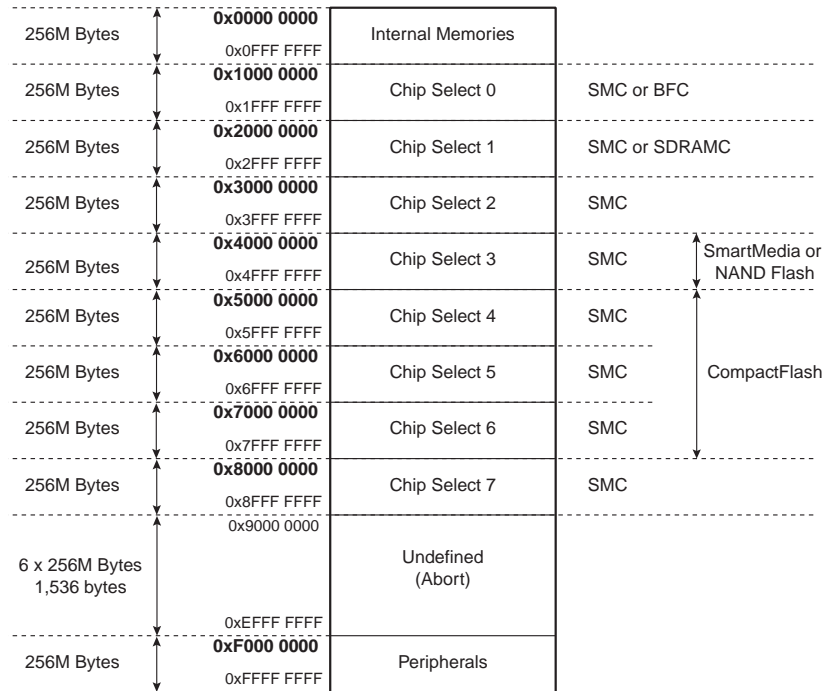 256M Bytes
0x0000 0000
0x0FFF FFFF
Internal Memories
256M Bytes
0x1000 0000
0x1FFF FFFF
Chip Select 0
SMC or BFC
256M Bytes
0x2000 0000
0x2FFF FFFF
Chip Select 1
SMC or SDRAMC
256M Bytes
0x3000 0000
0x3FFF FFFF
Chip Select 2
SMC
256M Bytes
0x4000 0000
0x4FFF FFFF
Chip Select 3
SMC
SmartMedia or
NAND Flash
256M Bytes
0x5000 0000
0x5FFF FFFF
Chip Select 4
SMC
256M Bytes
0x6000 0000
0x6FFF FFFF
Chip Select 5
SMC
CompactFlash
256M Bytes
0x7000 0000
0x7FFF FFFF
Chip Select 6
SMC
256M Bytes
0x8000 0000
0x8FFF FFFF
Chip Select 7
SMC
6 x 256M Bytes
1,536 bytes
0x9000 0000
0xEFFF FFFF
Undefined
(Abort)
256M Bytes
0xF000 0000
0xFFFF FFFF
Peripherals